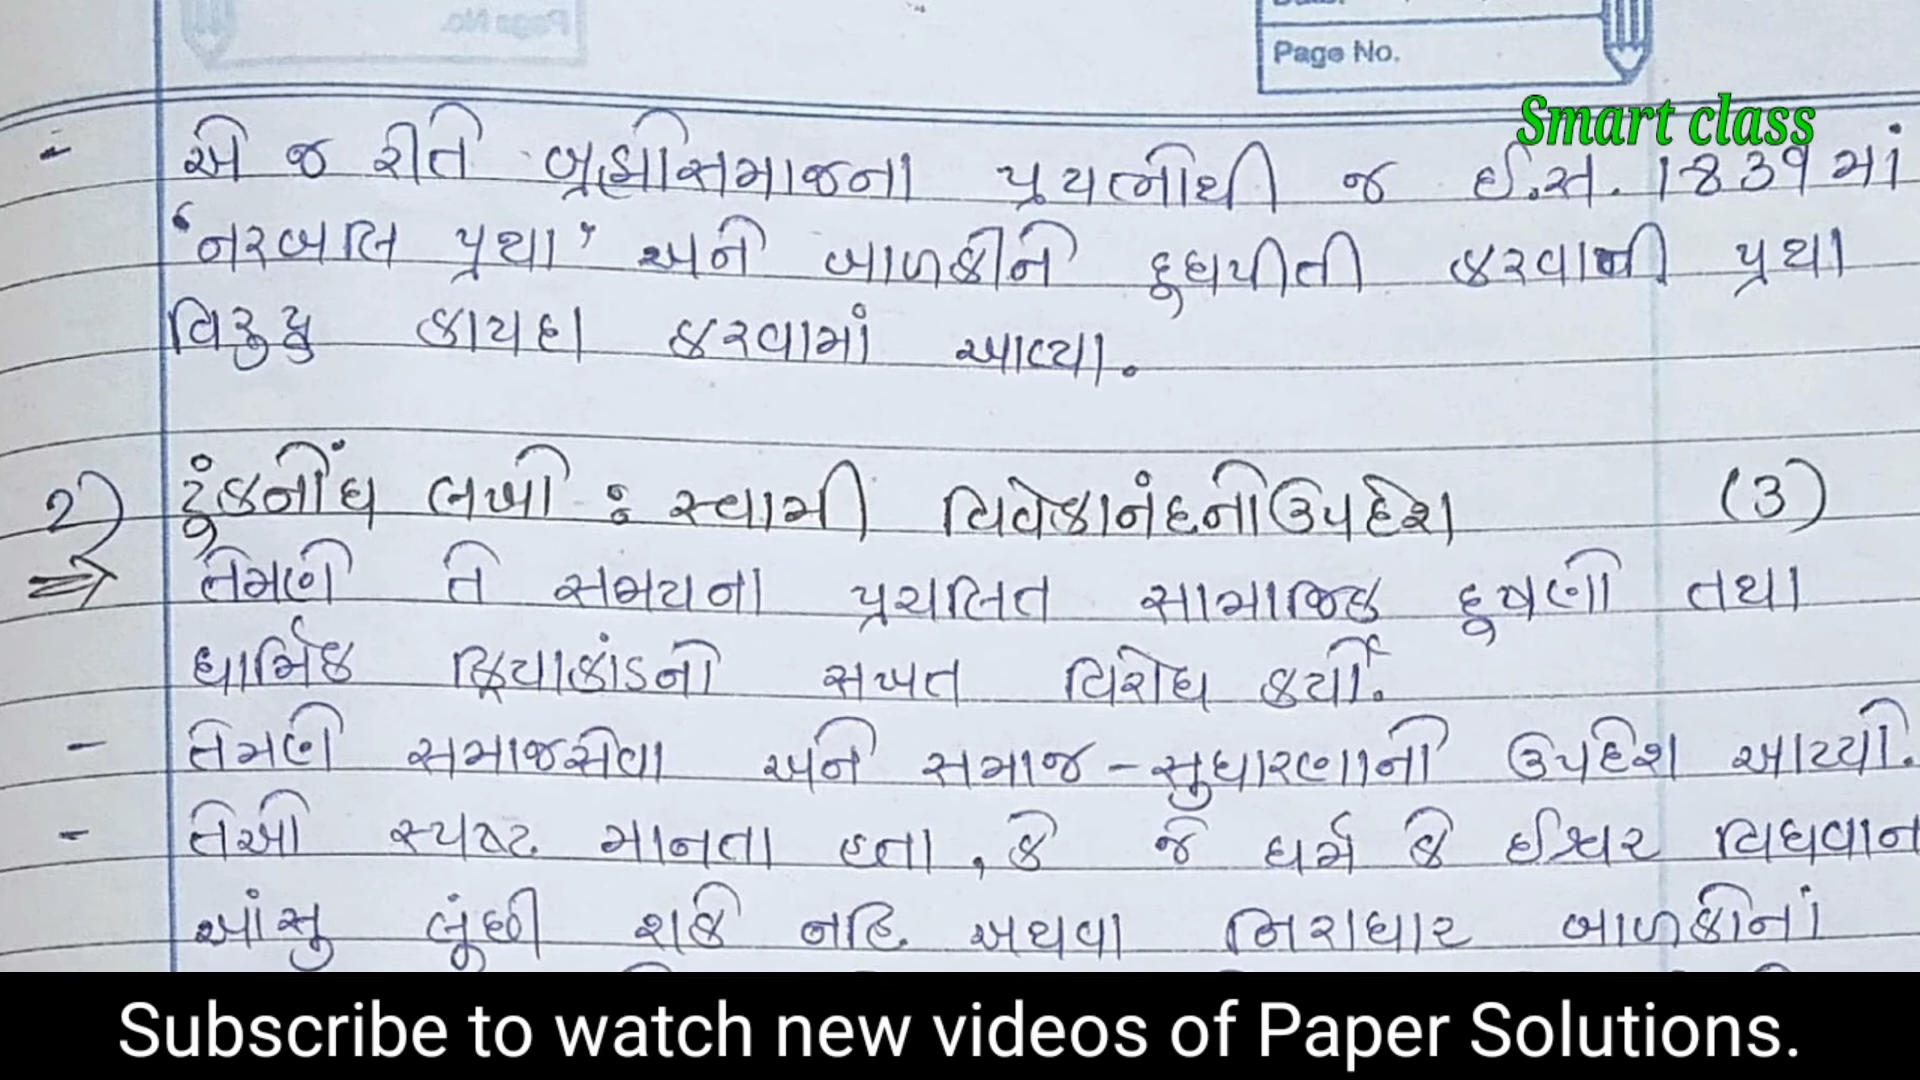 Page No.
Smart class
- એ જ રીતે બ્રહ્મોસમાજના પ્રયત્નોથી જ ઈ.સ. 1839માં
'નરબલિ પ્રથા' અને બાળકીને દૂધપીતી કરવાની પ્રથા
વિરુદ્ધ કાયદા કરવામાં આવ્યા.
2) ટૂંકનોંધ લખો : સ્વામી વિવેકાનંદનો ઉપદેશ (3)
⇒ તેમણે તે સમયના પ્રચલિત સામાજિક દૂષણો તથા
ધાર્મિક ક્રિયાકાંડનો સખત વિરોધ કર્યો.
- તેમણે સમાજસેવા અને સમાજ-સુધારણાનો ઉપદેશ આપ્યો.
- તેઓ સ્પષ્ટ માનતા હતા, કે જે ધર્મ કે ઈશ્વર વિધવાન
આંસુ લૂંછી શકે નહિ અથવા નિરાધાર બાળકોનાં
Subscribe to watch new videos of Paper Solutions.